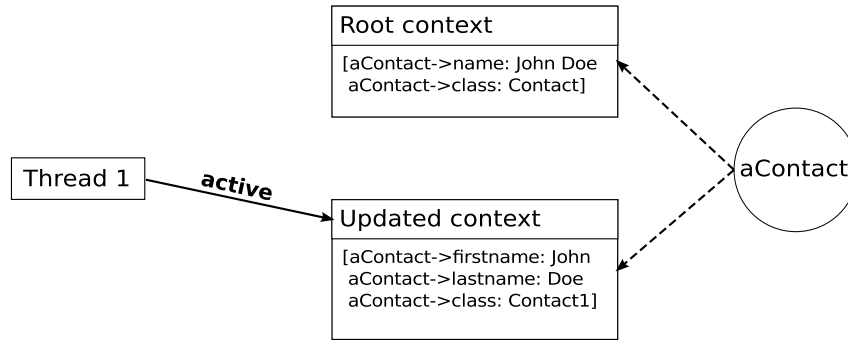 Root context
[aContact->name: John Doe
aContact->class: Contact]
Thread 1
active
aContact
Updated context
[aContact->firstname: John
aContact->lastname: Doe
aContact->class: Contact1]